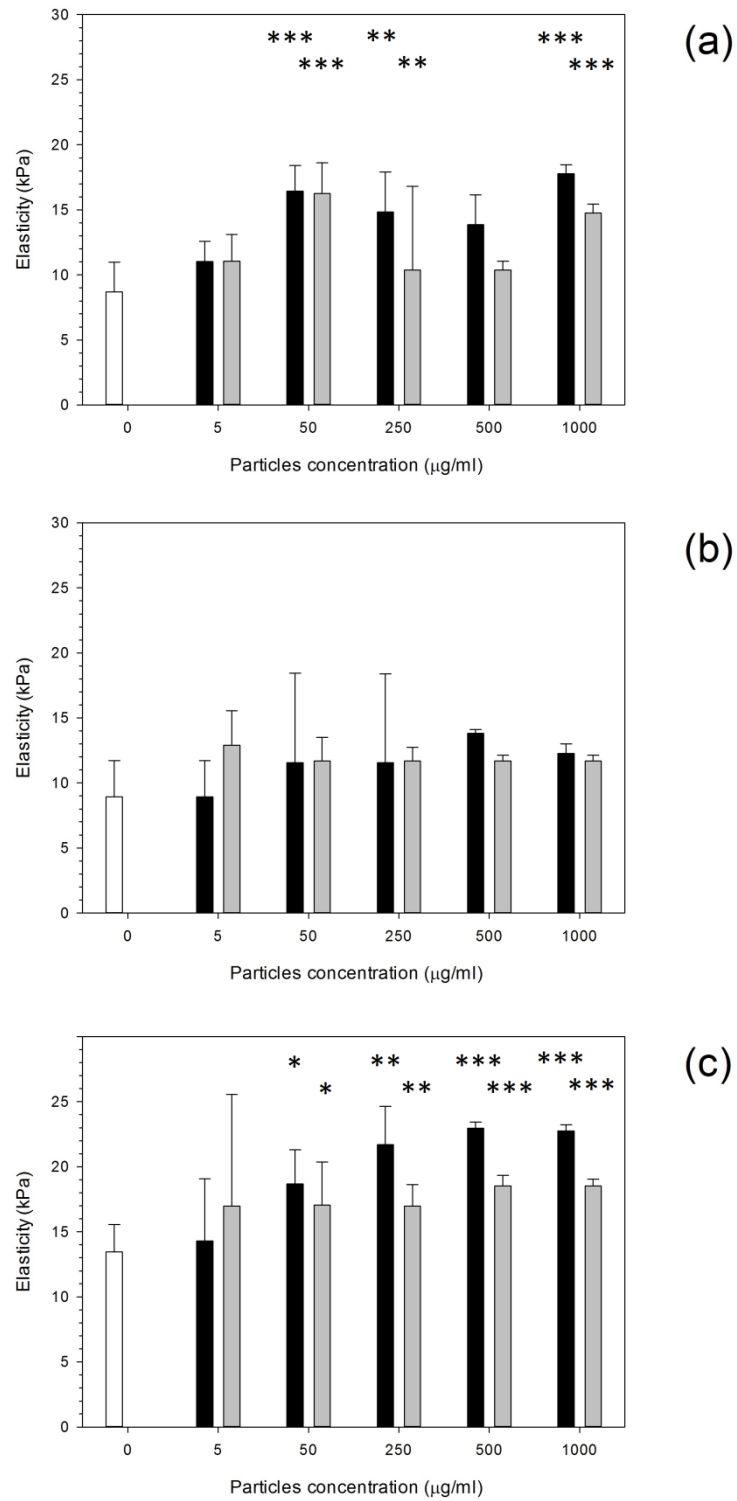 (a)
30
25
20
15
10
5
0
Elasticity (kPa)
*** ** ***
*** ** ***
0 5 50 250 500 1000
Particles concentration (μg/ml)
(b)
30
25
20
15
10
5
0
Elasticity (kPa)
0 5 50 250 500 1000
Particles concentration (μg/ml)
(c)
25
20
15
10
5
0
Elasticity (kPa)
* ** *** ***
* ** *** ***
0 5 50 250 500 1000
Particles concentration (μg/ml)